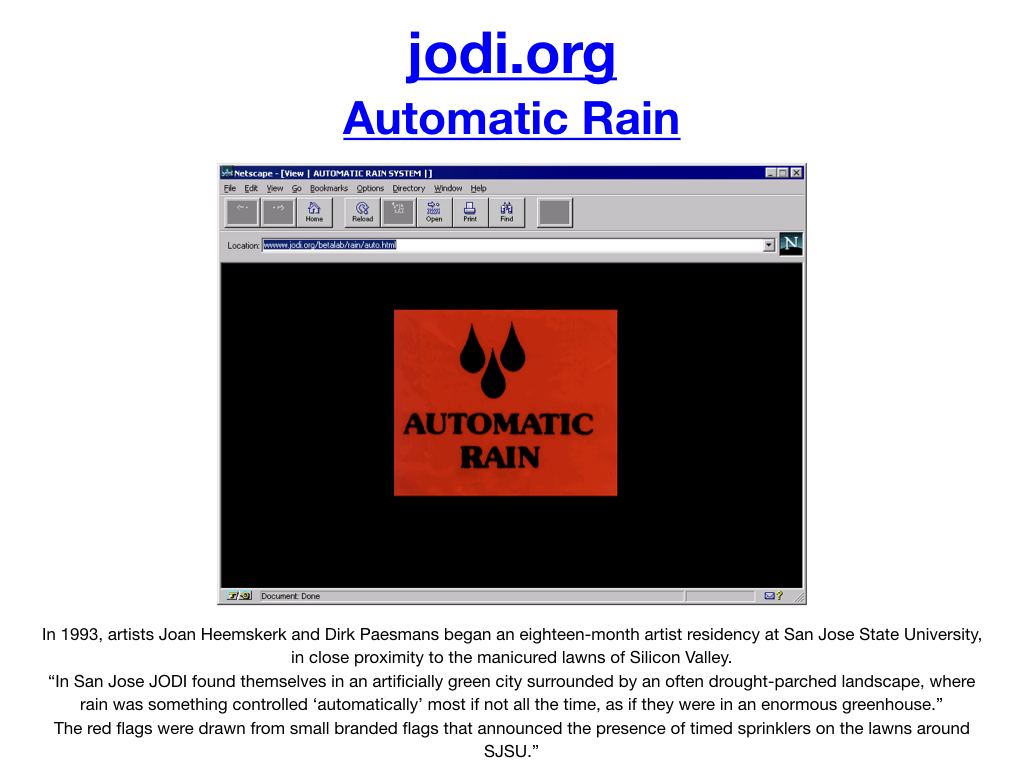 jodi.org
Automatic Rain
Netscape - [View | AUTOMATIC RAIN SYSTEM |]
File Edit View Go Bookmarks Options Directory Window Help
Home Reload Open Print Find
Location: wwwww.jodi.org/betalab/rain/auto.html
N
AUTOMATIC
RAIN
Document: Done
?
In 1993, artists Joan Heemskerk and Dirk Paesmans began an eighteen-month artist residency at San Jose State University,
in close proximity to the manicured lawns of Silicon Valley.
“In San Jose JODI found themselves in an artificially green city surrounded by an often drought-parched landscape, where
rain was something controlled ‘automatically’ most if not all the time, as if they were in an enormous greenhouse.”
The red flags were drawn from small branded flags that announced the presence of timed sprinklers on the lawns around
SJSU.”